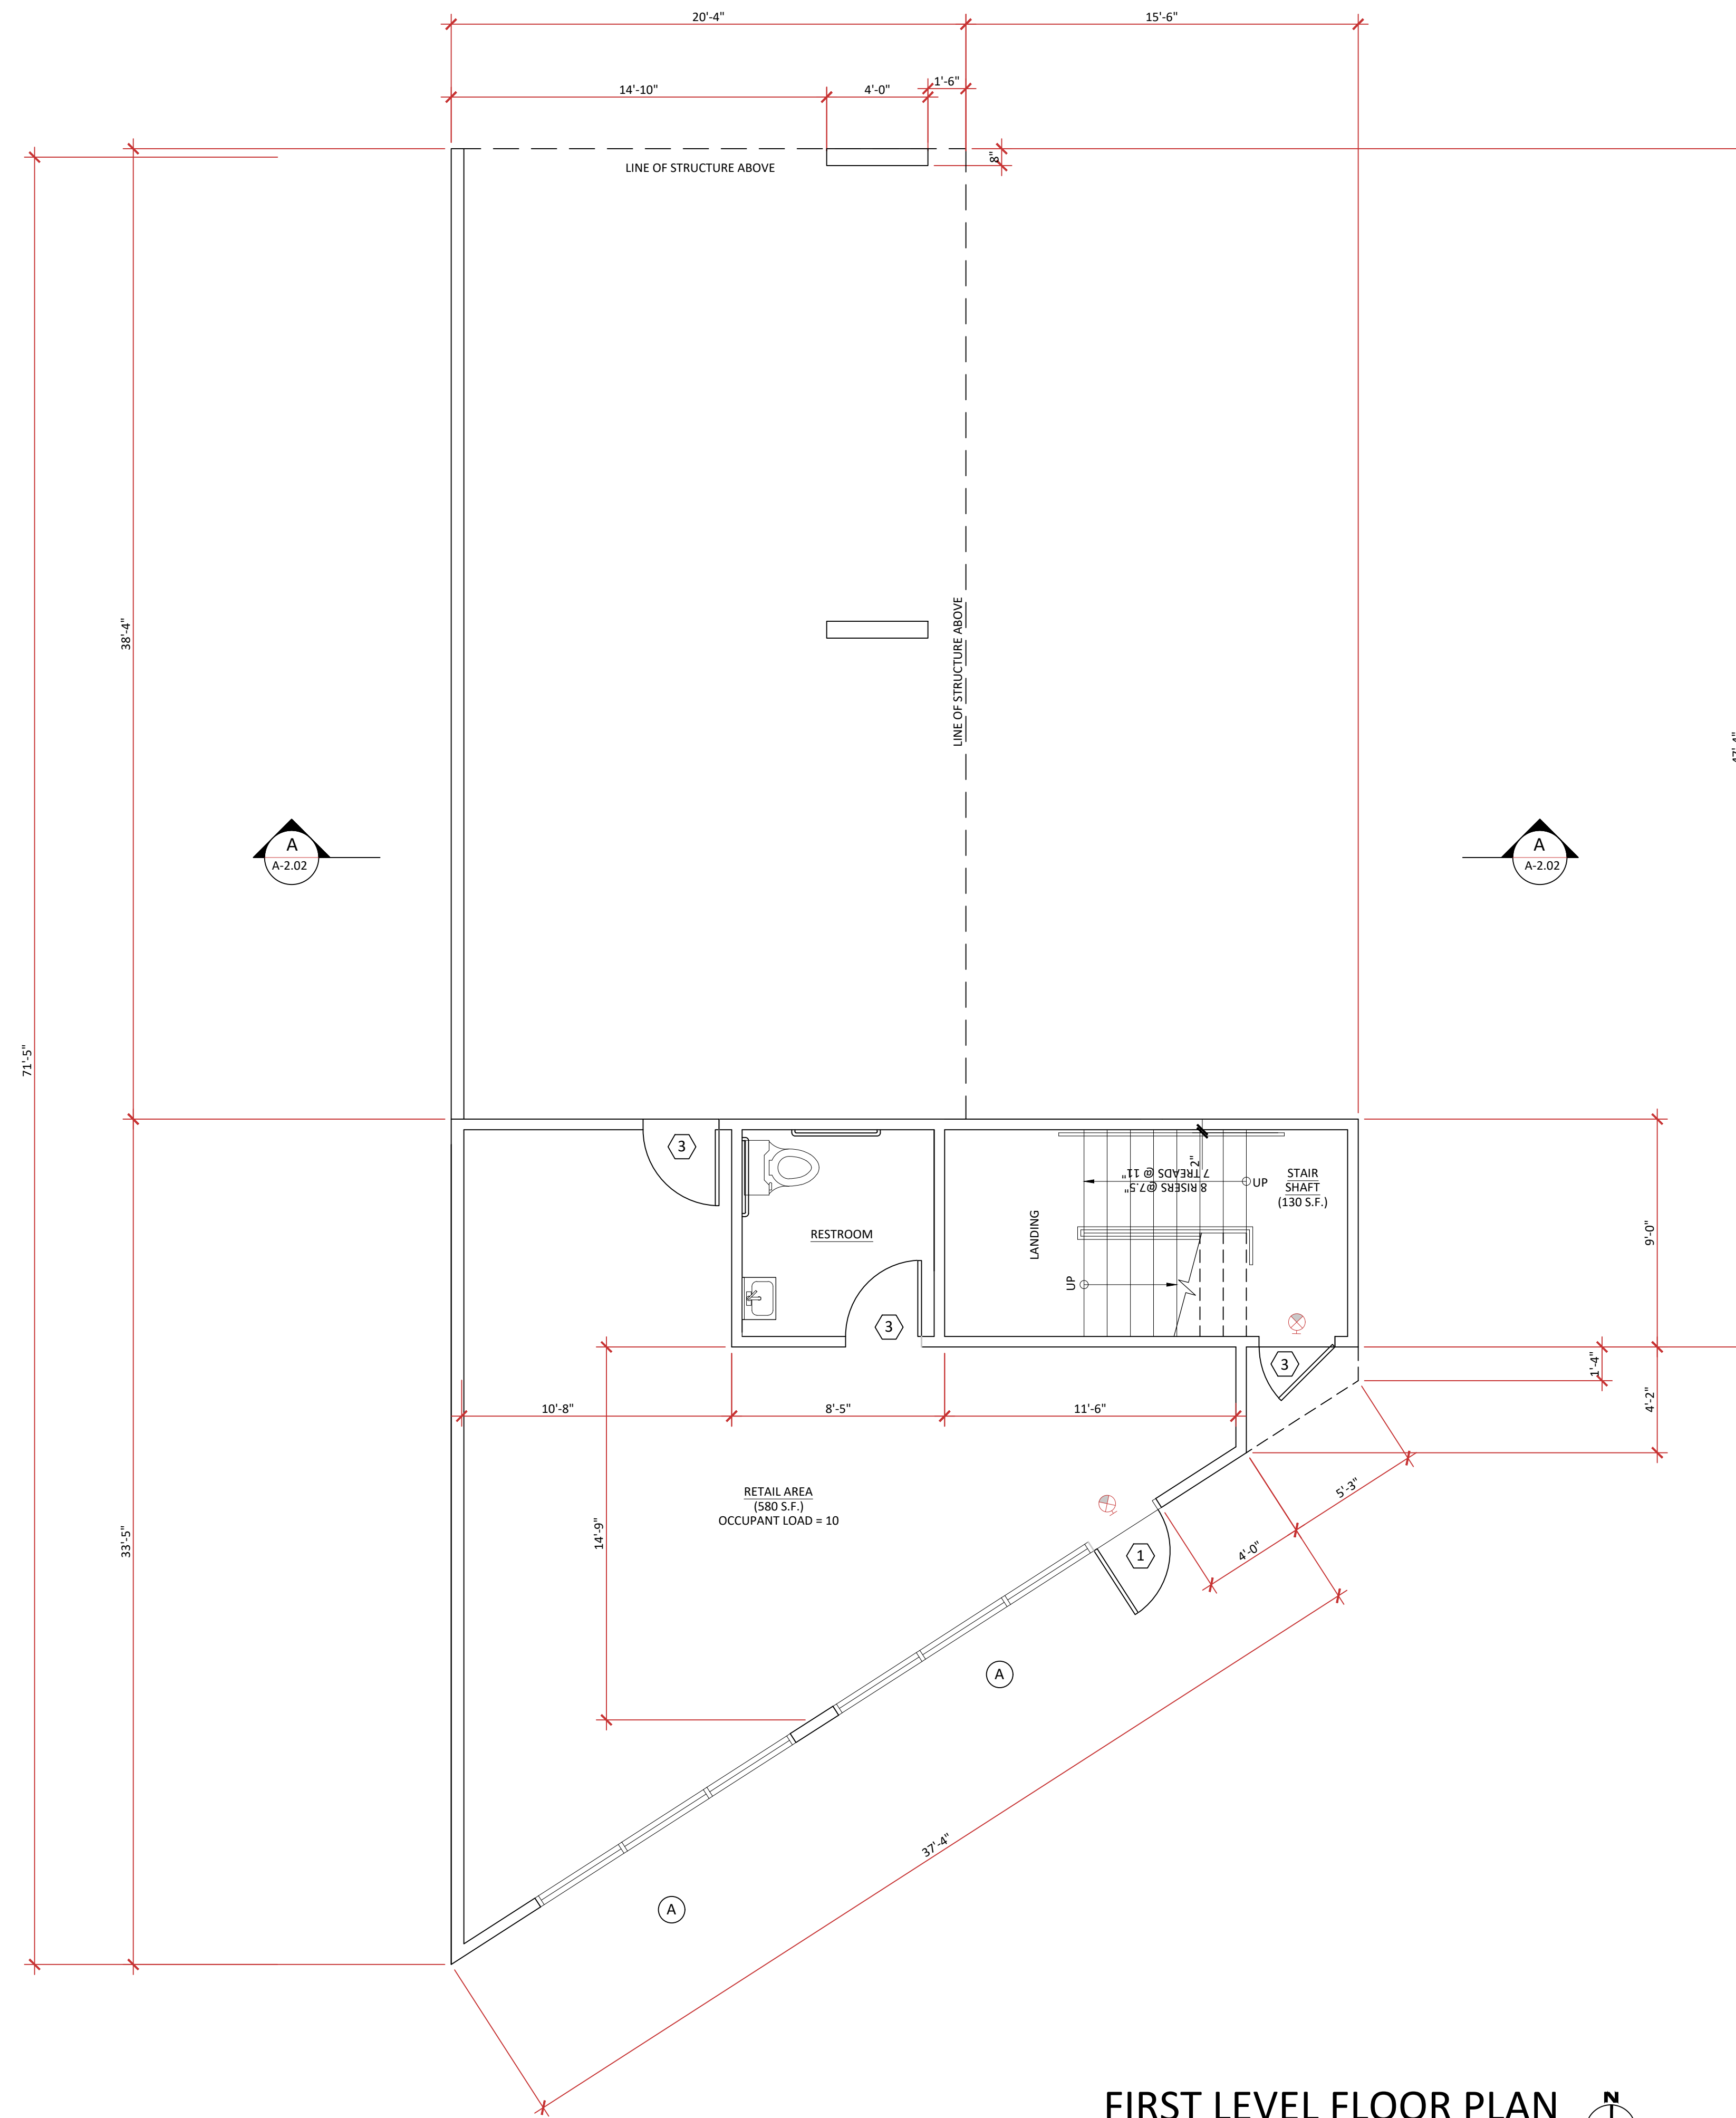 20'-4"
15'-6"
14'-10"
4'-0"
1'-6"
8"
LINE OF STRUCTURE ABOVE
LINE OF STRUCTURE ABOVE
38'-4"
47'-4"
A
A-2.02
A
A-2.02
71'-5"
3
2"
7 TREADS @ 11"
8 RISERS @7.5"
UP
STAIR
SHAFT
(130 S.F.)
LANDING
RESTROOM
9'-0"
UP
3
3
1'-4"
4'-2"
10'-8"
8'-5"
11'-6"
RETAIL AREA
(580 S.F.)
OCCUPANT LOAD = 10
5'-3"
33'-5"
14'-9"
4'-0"
1
A
37'-4"
A
FIRST LEVEL FLOOR PLAN
N